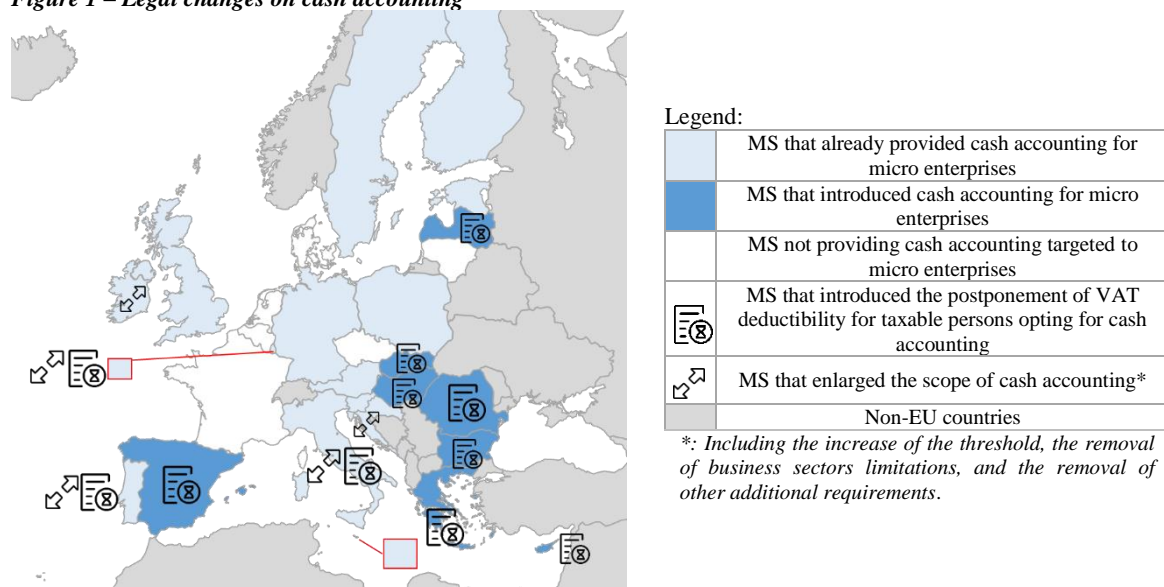 Figure 1 – Legal changes on cash accounting
Legend:
MS that already provided cash accounting for
micro enterprises
MS that introduced cash accounting for micro
enterprises
MS not providing cash accounting targeted to
micro enterprises
MS that introduced the postponement of VAT
deductibility for taxable persons opting for cash
accounting
MS that enlarged the scope of cash accounting*
Non-EU countries
*: Including the increase of the threshold, the removal
of business sectors limitations, and the removal of
other additional requirements.